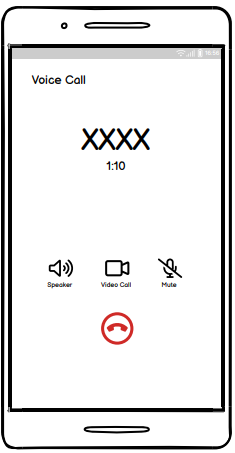 Voice Call
XXXX
1:10
Speaker Video Call Mute